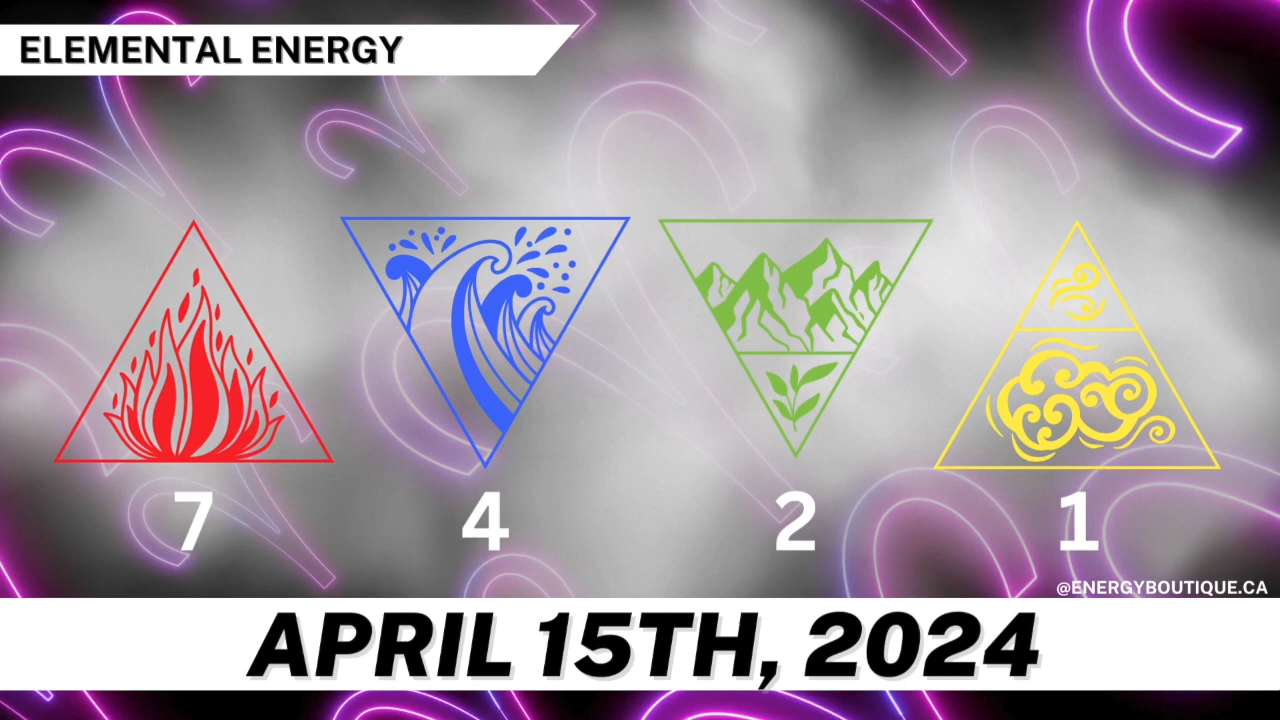 ELEMENTAL ENERGY
7 4 2 1
@ENERGYBOUTIQUE.CA
APRIL 15TH, 2024